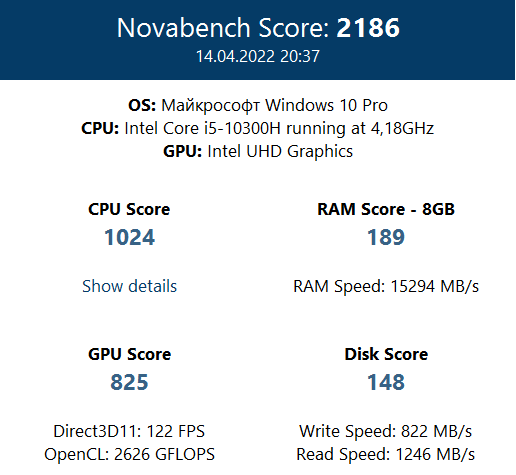 Novabench Score: 2186
14.04.2022 20:37
OS: Майкрософт Windows 10 Pro
CPU: Intel Core i5-10300H running at 4,18GHz
GPU: Intel UHD Graphics
CPU Score
1024
Show details
RAM Score - 8GB
189
RAM Speed: 15294 MB/s
GPU Score
825
Direct3D11: 122 FPS
OpenCL: 2626 GFLOPS
Disk Score
148
Write Speed: 822 MB/s
Read Speed: 1246 MB/s